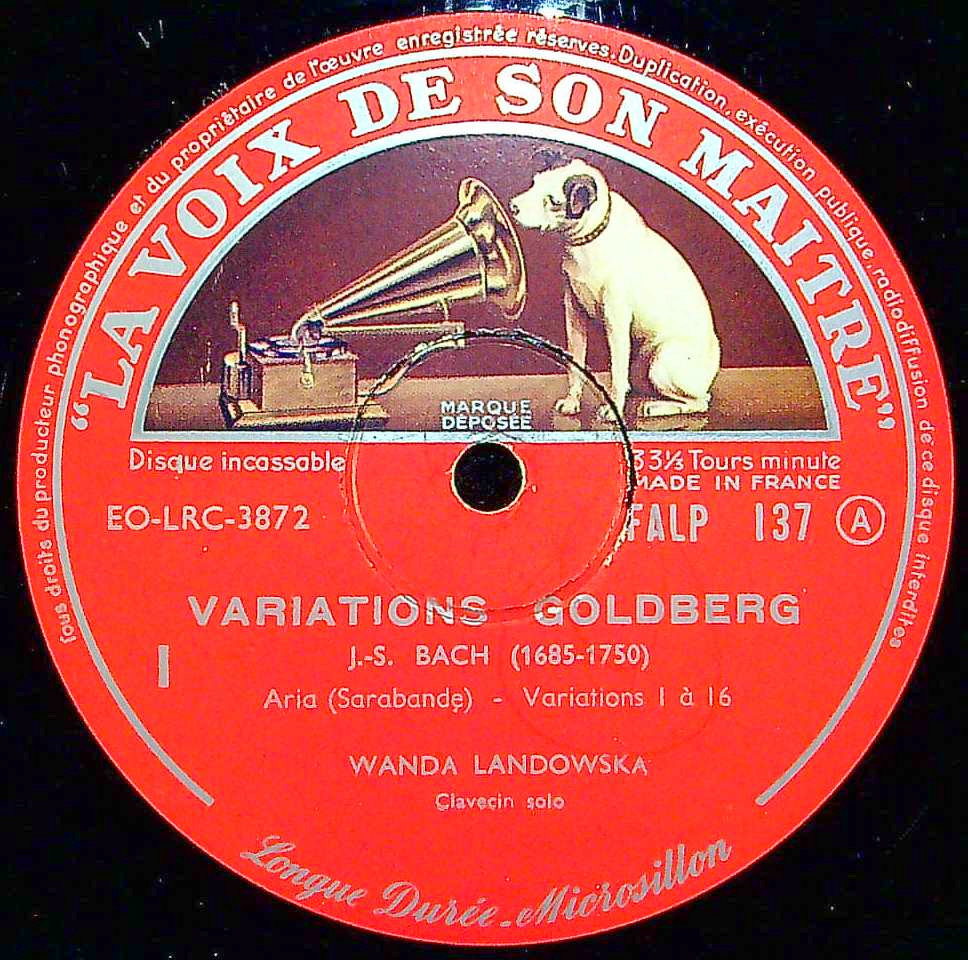 Tous droits du producteur phonographique et du propriétaire de l'œuvre enregistrée réservés. Duplication, exécution publique, radiodiffusion de ce disque interdites
“LA VOIX DE SON MAITRE”
MARQUE
DÉPOSÉE
Disque incassable
33⅓ Tours minute
MADE IN FRANCE
EO-LRC-3872
FALP 137 A
VARIATIONS GOLDBERG
I
J.-S. BACH (1685-1750)
Aria (Sarabande) - Variations 1 à 16
WANDA LANDOWSKA
Clavecin solo
Longue Durée - Microsillon